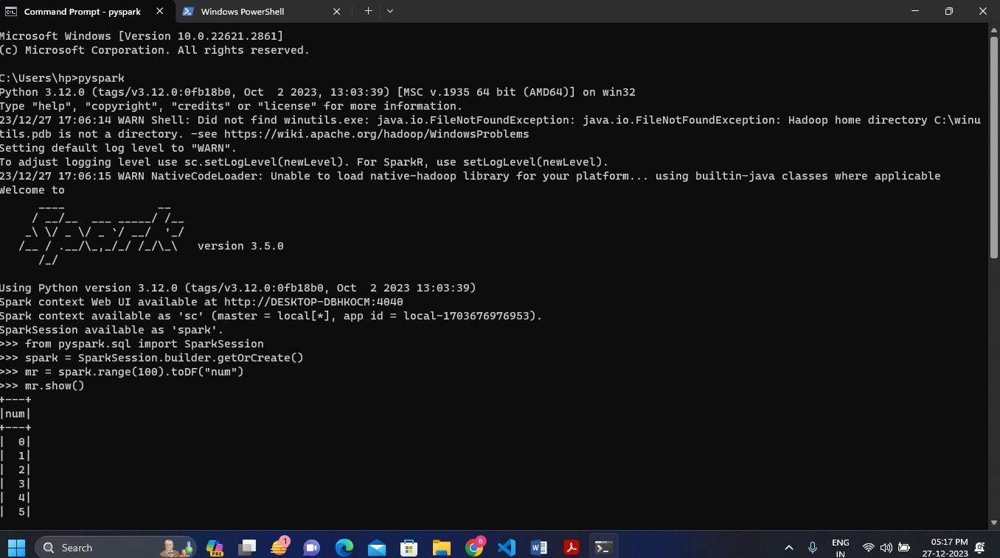 Command Prompt - pyspark
Windows PowerShell
Microsoft Windows [Version 10.0.22621.2861]
(c) Microsoft Corporation. All rights reserved.
C:\Users\hp>pyspark
Python 3.12.0 (tags/v3.12.0:0fb18b0, Oct  2 2023, 13:03:39) [MSC v.1935 64 bit (AMD64)] on win32
Type "help", "copyright", "credits" or "license" for more information.
23/12/27 17:06:14 WARN Shell: Did not find winutils.exe: java.io.FileNotFoundException: java.io.FileNotFoundException: Hadoop home directory C:\winu
tils.pdb is not a directory. -see https://wiki.apache.org/hadoop/WindowsProblems
Setting default log level to "WARN".
To adjust logging level use sc.setLogLevel(newLevel). For SparkR, use setLogLevel(newLevel).
23/12/27 17:06:15 WARN NativeCodeLoader: Unable to load native-hadoop library for your platform... using builtin-java classes where applicable
Welcome to
      ____              __
     / __/__  ___ _____/ /__
    _\ \/ _ \/ _ `/ __/  '_/
   /__ / .__/\_,_/_/ /_/\_\   version 3.5.0
      /_/
Using Python version 3.12.0 (tags/v3.12.0:0fb18b0, Oct  2 2023 13:03:39)
Spark context Web UI available at http://DESKTOP-DBHKOCM:4040
Spark context available as 'sc' (master = local[*], app id = local-1703676976953).
SparkSession available as 'spark'.
>>> from pyspark.sql import SparkSession
>>> spark = SparkSession.builder.getOrCreate()
>>> mr = spark.range(100).toDF("num")
>>> mr.show()
+---+
|num|
+---+
|  0|
|  1|
|  2|
|  3|
|  4|
|  5|
Search
PRE
1
B
W
ENG
IN
05:17 PM
27-12-2023